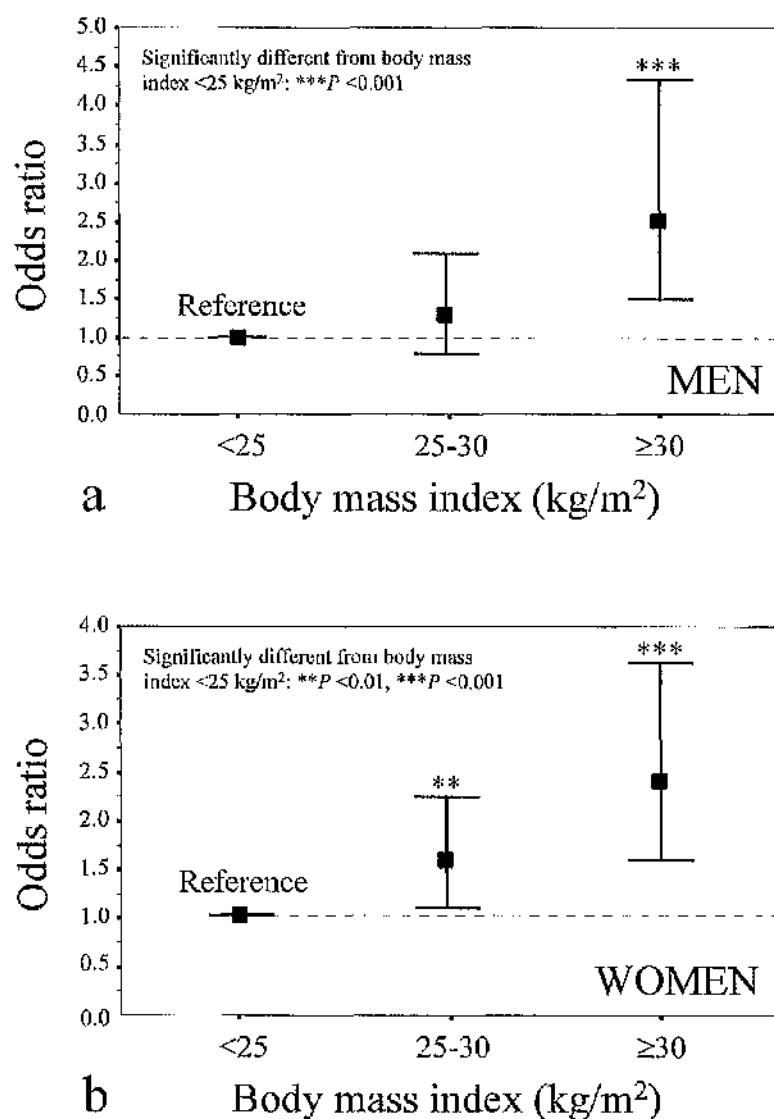 5.0
Significantly different from body mass
index <25 kg/m²: ***P <0.001
***
4.5
4.0
3.5
3.0
2.5
2.0
1.5
1.0
0.5
0.0
Odds ratio
Reference
MEN
<25 25-30 ≥30
a Body mass index (kg/m²)
4.0
Significantly different from body mass
index <25 kg/m²: **P <0.01, ***P <0.001
***
3.5
3.0
2.5
**
2.0
1.5
1.0
0.5
0.0
Odds ratio
Reference
WOMEN
<25 25-30 ≥30
b Body mass index (kg/m²)